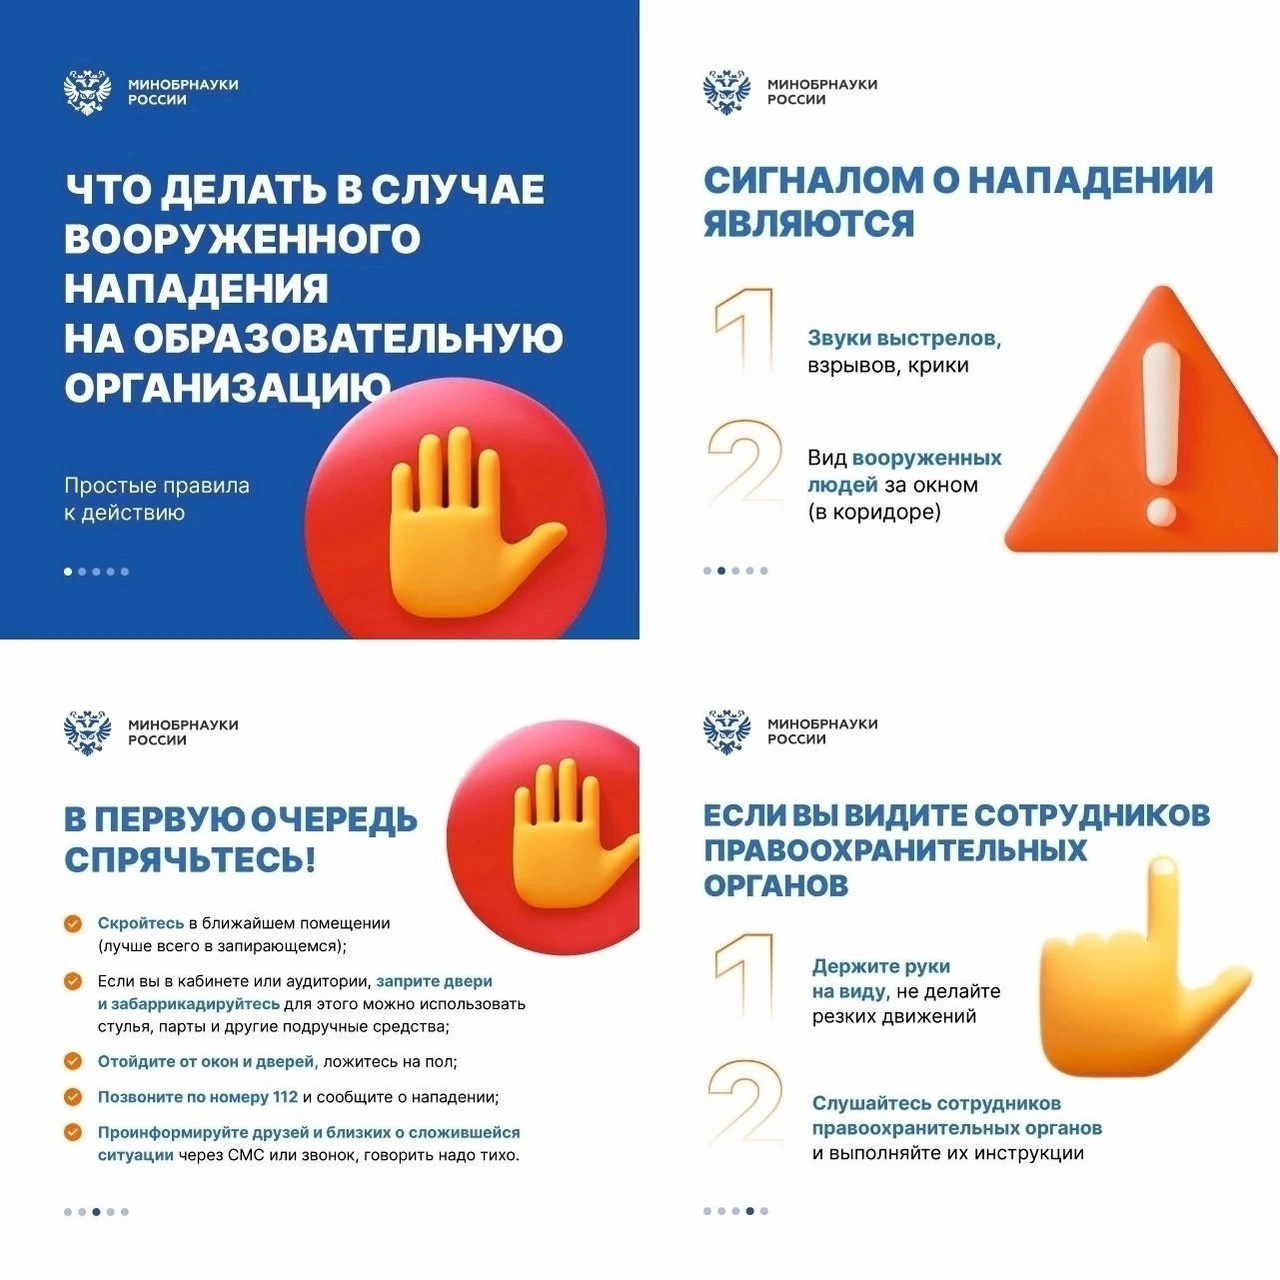 МИНОБРНАУКИ
РОССИИ
ЧТО ДЕЛАТЬ В СЛУЧАЕ
ВООРУЖЕННОГО
НАПАДЕНИЯ
НА ОБРАЗОВАТЕЛЬНУЮ
ОРГАНИЗАЦИЮ
Простые правила
к действию
МИНОБРНАУКИ
РОССИИ
СИГНАЛОМ О НАПАДЕНИИ
ЯВЛЯЮТСЯ
1
Звуки выстрелов,
взрывов, крики
2
Вид вооруженных
людей за окном
(в коридоре)
МИНОБРНАУКИ
РОССИИ
В ПЕРВУЮ ОЧЕРЕДЬ
СПРЯЧЬТЕСЬ!
Скройтесь в ближайшем помещении
(лучше всего в запирающемся);
Если вы в кабинете или аудитории, заприте двери
и забаррикадируйтесь для этого можно использовать
стулья, парты и другие подручные средства;
Отойдите от окон и дверей, ложитесь на пол;
Позвоните по номеру 112 и сообщите о нападении;
Проинформируйте друзей и близких о сложившейся
ситуации через СМС или звонок, говорить надо тихо.
МИНОБРНАУКИ
РОССИИ
ЕСЛИ ВЫ ВИДИТЕ СОТРУДНИКОВ
ПРАВООХРАНИТЕЛЬНЫХ
ОРГАНОВ
1
Держите руки
на виду, не делайте
резких движений
2
Слушайтесь сотрудников
правоохранительных органов
и выполняйте их инструкции